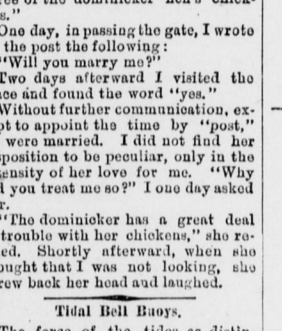 s."
One day, in passing the gate, I wrote
the post the following:
"Will you marry me?"
Two days afterward I visited the
ce and found the word "yes."
Without further communication, ex-
pt to appoint the time by "post,"
were married. I did not find her
sposition to be peculiar, only in the
ensity of her love for me. "Why
d you treat me so?" I one day asked
r.
"The dominicker has a great deal
trouble with her chickens," she re-
ed. Shortly afterward, when she
ought that I was not looking, she
rew back her head and laughed.
Tidal Bell Buoys.